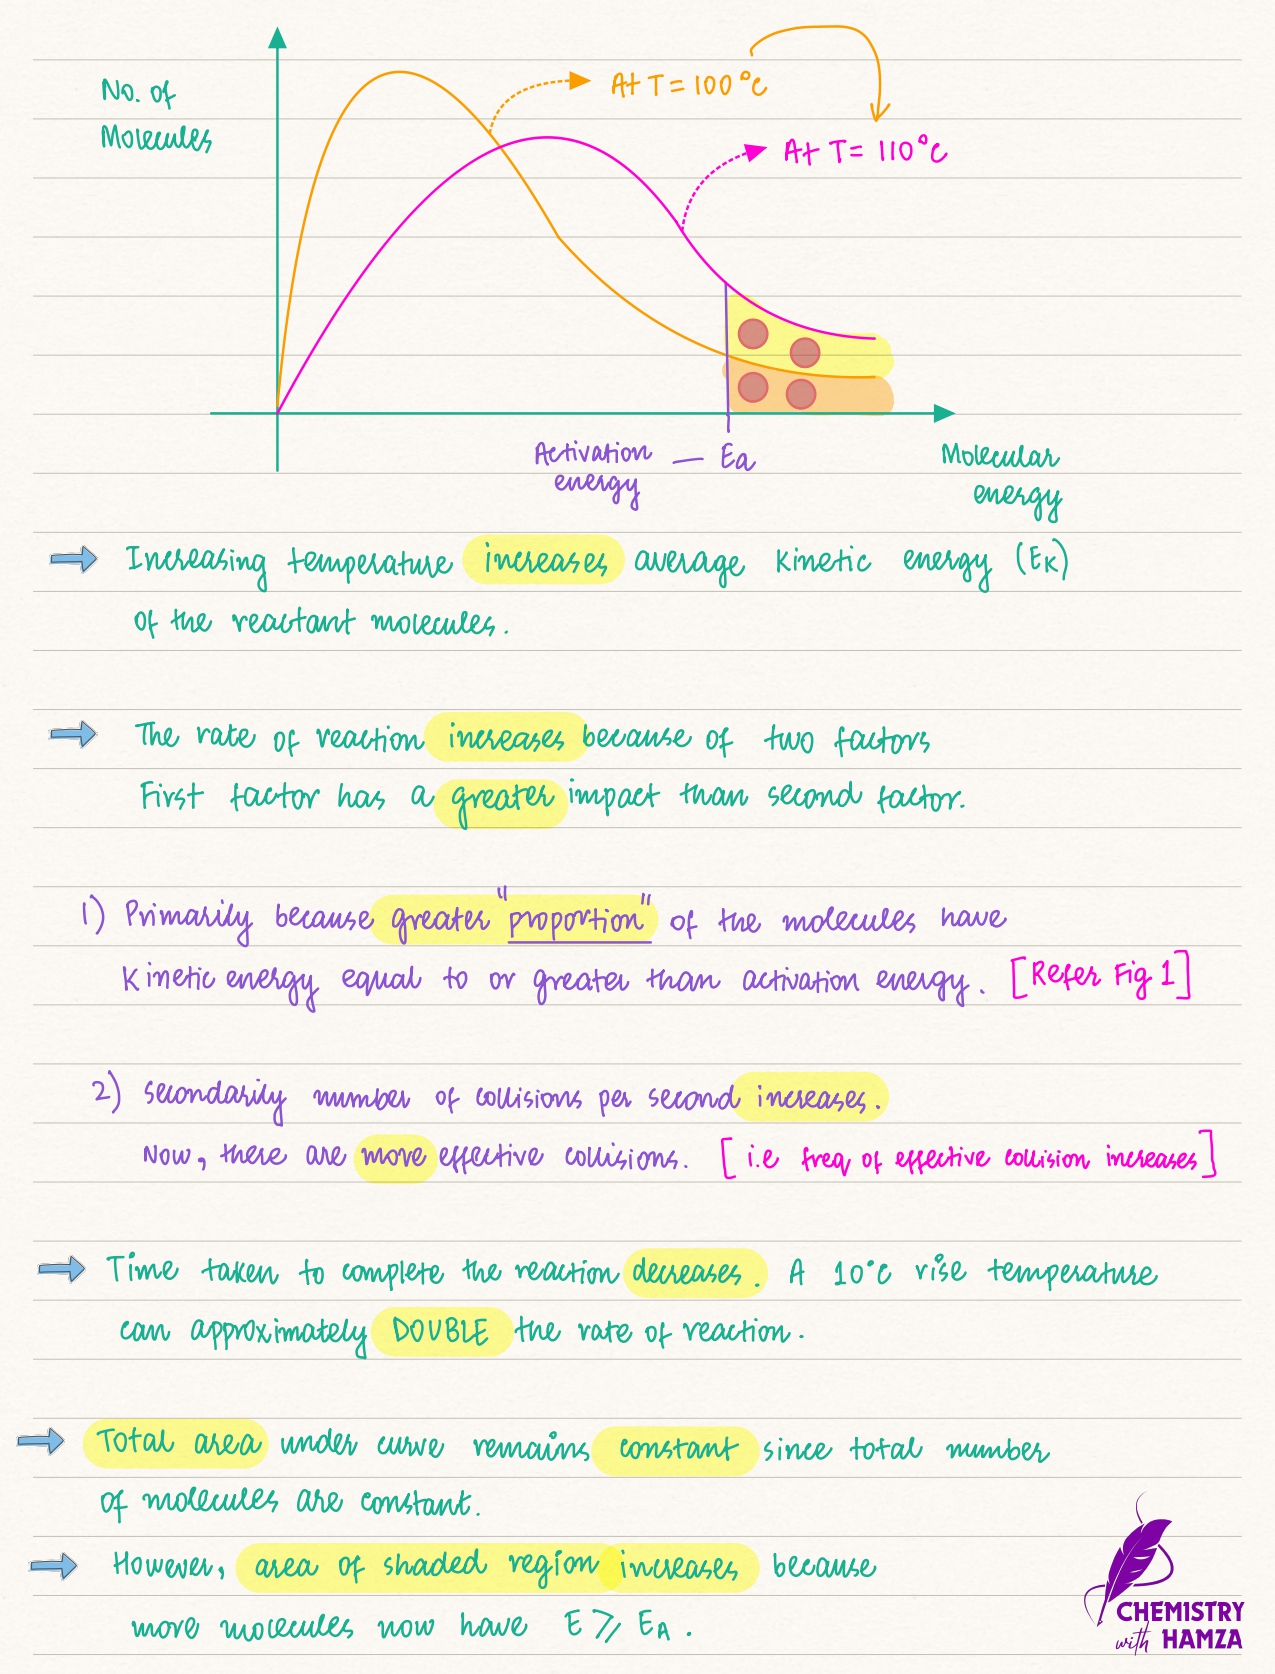 No. of
Molecules
At T = 100°C
At T = 110°C
Activation
energy
— Ea
Molecular
energy
Increasing temperature increases average kinetic energy (EK)
of the reactant molecules.
The rate of reaction increases because of two factors
First factor has a greater impact than second factor.
1) Primarily because greater "proportion" of the molecules have
kinetic energy equal to or greater than activation energy. [Refer Fig 1]
2) Secondarily number of collisions per second increases.
Now, there are more effective collisions. [i.e freq of effective collision increases]
Time taken to complete the reaction decreases. A 10°C rise temperature
can approximately DOUBLE the rate of reaction.
Total area under curve remains constant since total number
of molecules are constant.
However, area of shaded region increases because
more molecules now have E ⩾ EA.
CHEMISTRY
with HAMZA